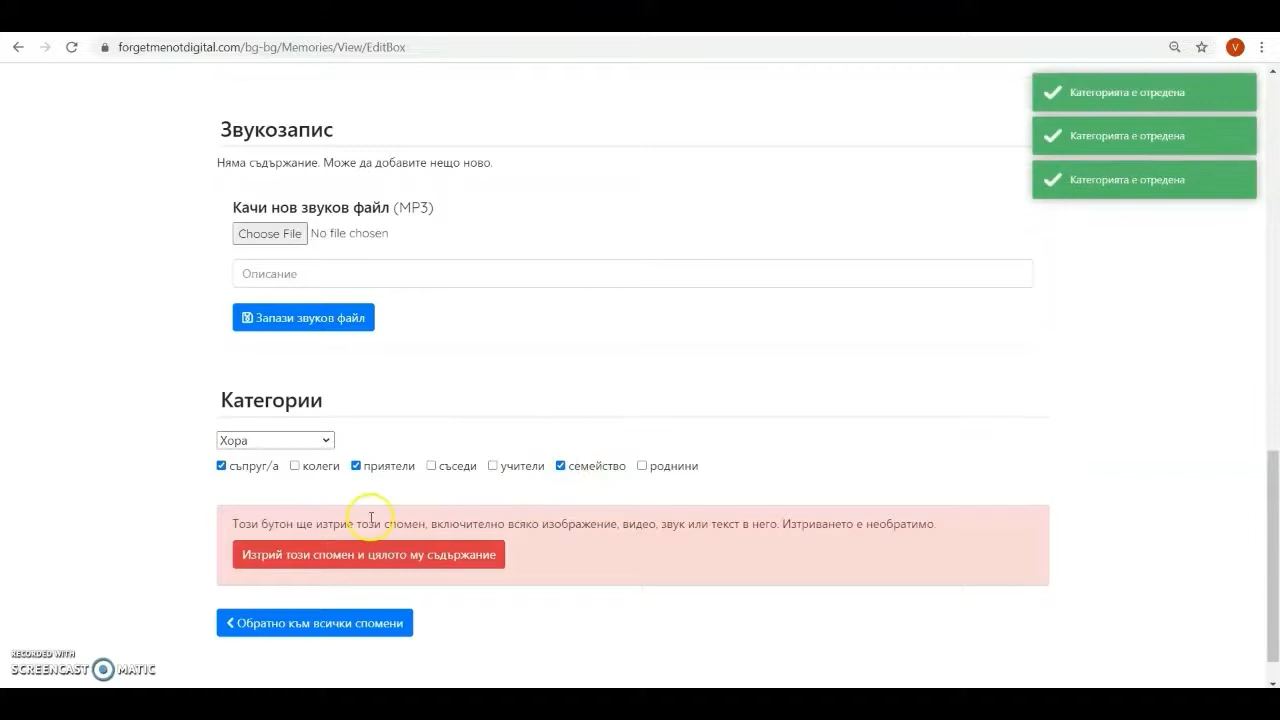 forgetmenotdigital.com/bg-bg/Memories/View/EditBox
V
Категорията е отредена
Категорията е отредена
Категорията е отредена
Звукозапис
Няма съдържание. Може да добавите нещо ново.
Качи нов звуков файл (MP3)
Choose File No file chosen
Описание
Запази звуков файл
Категории
Хора
съпруг/а колеги приятели съседи учители семейство роднини
Този бутон ще изтрие този спомен, включително всяко изображение, видео, звук или текст в него. Изтриването е необратимо.
Изтрий този спомен и цялото му съдържание
Обратно към всички спомени
RECORDED WITH
SCREENCAST MATIC